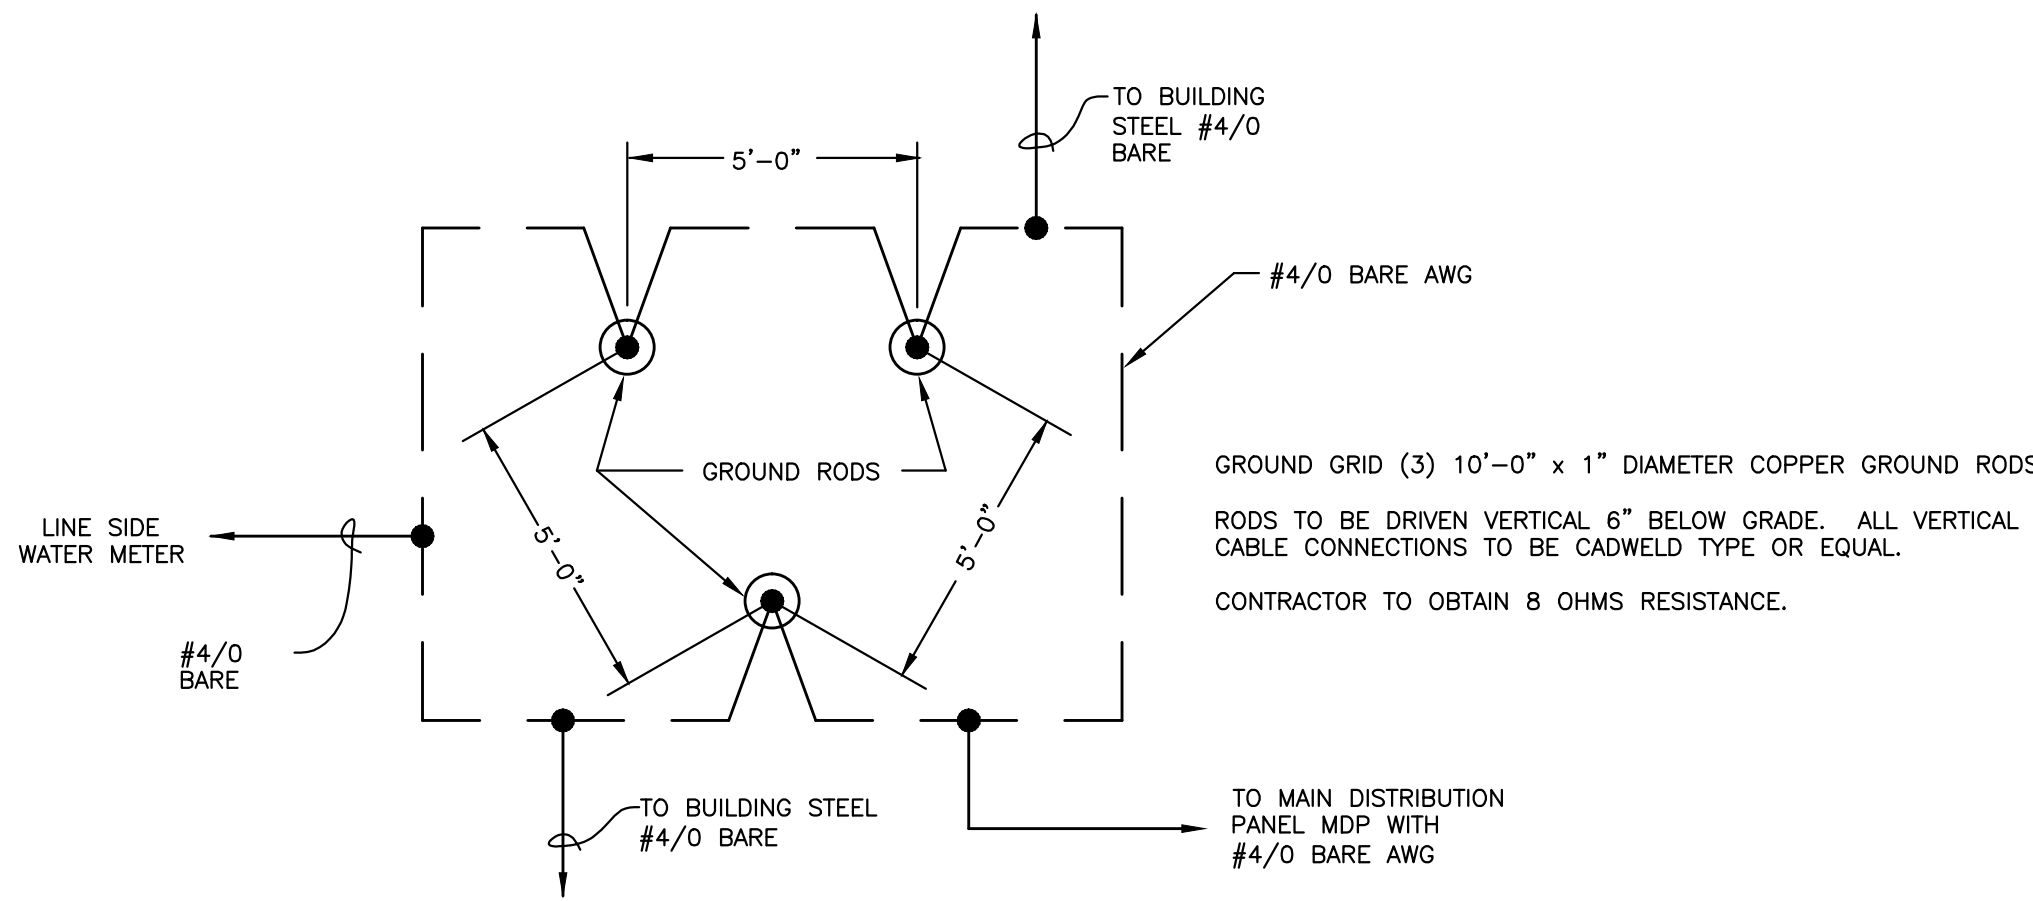 TO BUILDING
STEEL #4/0
BARE
5'-0"
#4/0 BARE AWG
GROUND RODS
GROUND GRID (3) 10'-0" x 1" DIAMETER COPPER GROUND RODS
RODS TO BE DRIVEN VERTICAL 6" BELOW GRADE. ALL VERTICAL
CABLE CONNECTIONS TO BE CADWELD TYPE OR EQUAL.
CONTRACTOR TO OBTAIN 8 OHMS RESISTANCE.
LINE SIDE
WATER METER
5'-0"
5'-0"
#4/0
BARE
TO BUILDING STEEL
#4/0 BARE
TO MAIN DISTRIBUTION
PANEL MDP WITH
#4/0 BARE AWG